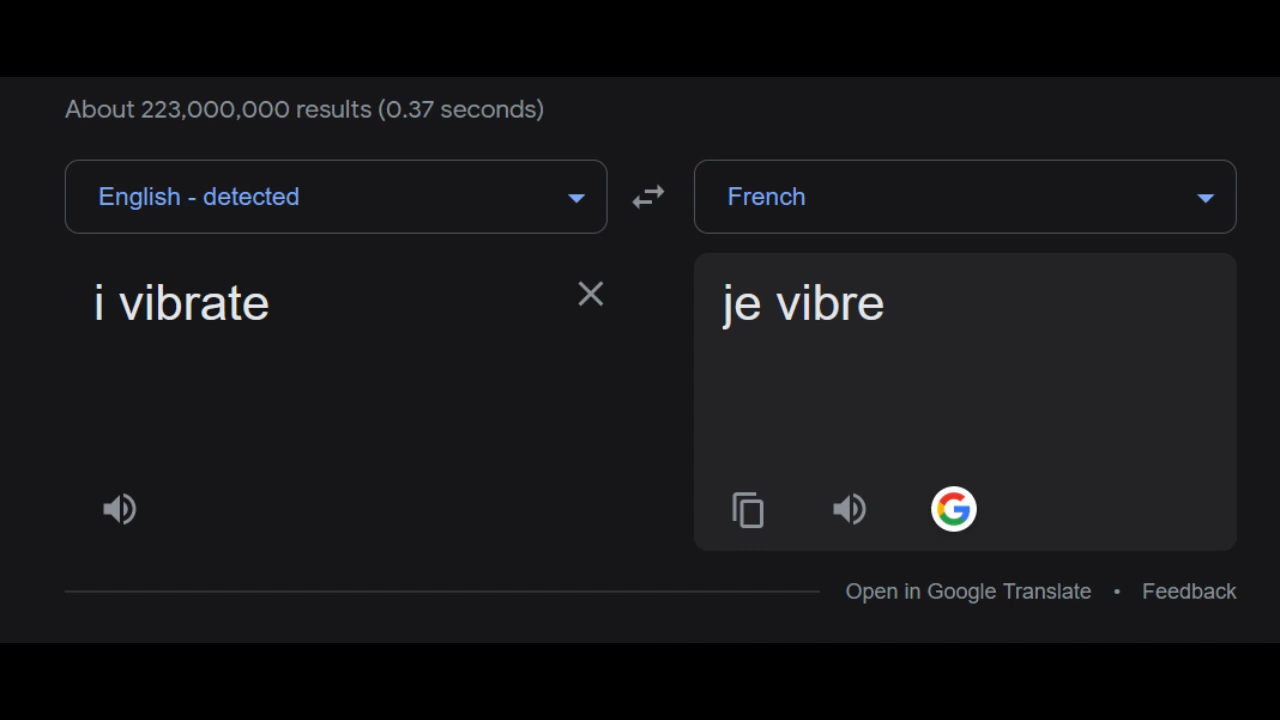 About 223,000,000 results (0.37 seconds)
English - detected
French
i vibrate
je vibre
Open in Google Translate • Feedback